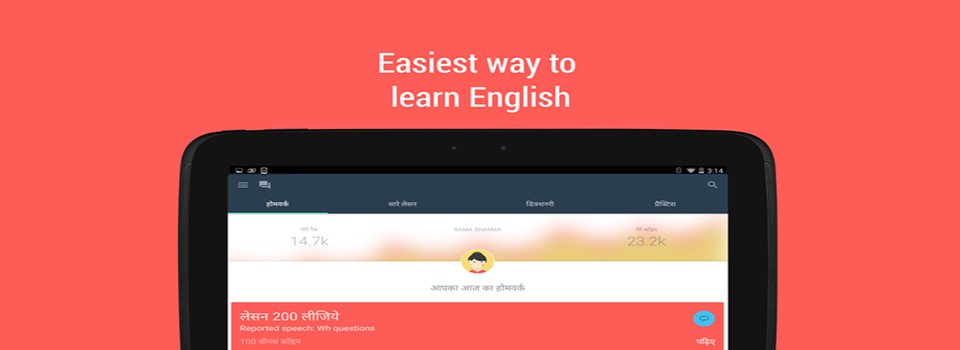 Easiest way to
learn English
3:14
होमवर्क
सारे लेसन
डिक्शनरी
प्रैक्टिस
मेरी रैंक
RAMA SHARMA
मेरे कॉइन
14.7k
23.2k
आपका आज का होमवर्क
लेसन 200 लीजिये
Reported speech: Wh questions
100 बोनस कॉइन
पढ़िए